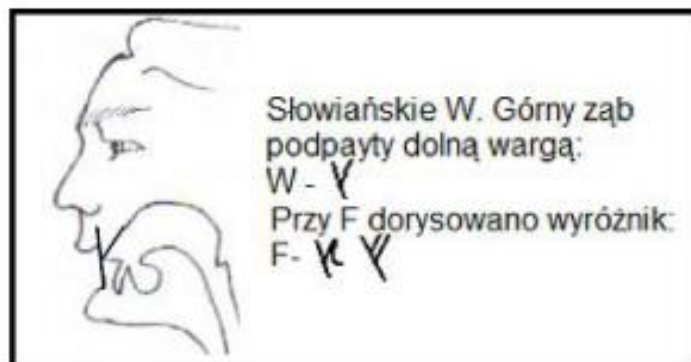 Słowiańskie W. Górny ząb
podpayty dolną wargą:
W -
Przy F dorysowano wyróżnik:
F-